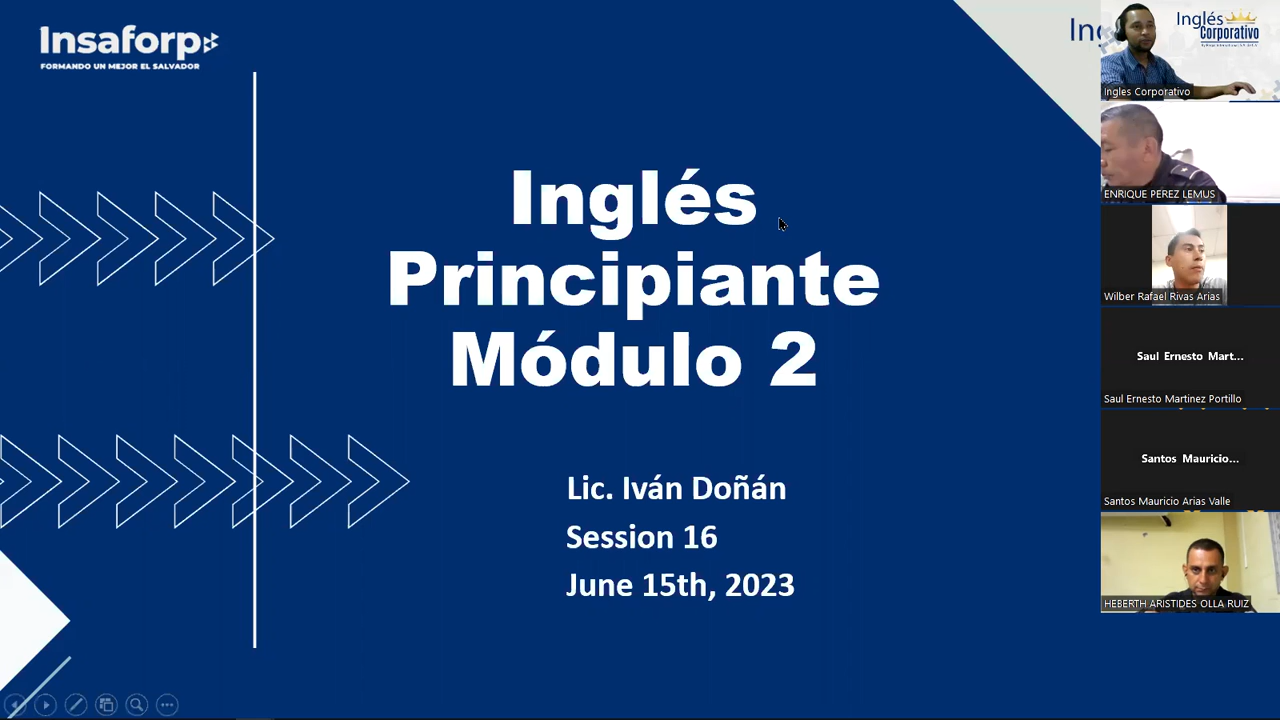 Insaforp
FORMANDO UN MEJOR EL SALVADOR
Inglés
Principiante
Módulo 2
Lic. Iván Doñán
Session 16
June 15th, 2023
Inglés
Corporativo
Ingles Corporativo
ENRIQUE PEREZ LEMUS
Wilber Rafael Rivas Arias
Saul Ernesto Mart...
Saul Ernesto Martinez Portillo
Santos Mauricio...
Santos Mauricio Arias Valle
HEBERTH ARISTIDES OLLA RUIZ